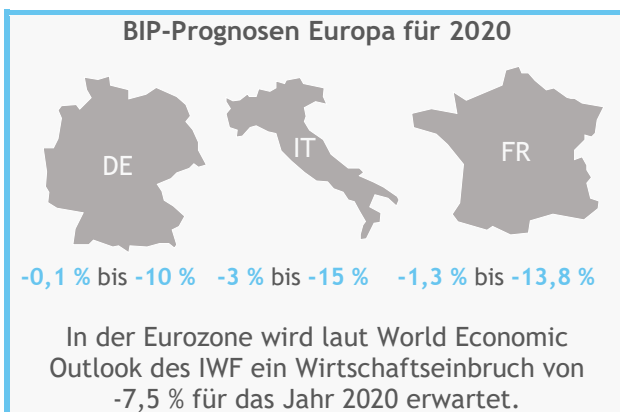 BIP-Prognosen Europa für 2020
DE IT FR
-0,1 % bis -10 % -3 % bis -15 % -1,3 % bis -13,8 %
In der Eurozone wird laut World Economic
Outlook des IWF ein Wirtschaftseinbruch von
-7,5 % für das Jahr 2020 erwartet.